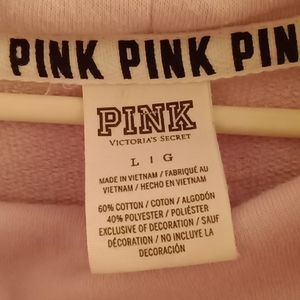 PINK PINK PIN
PINK
VICTORIA'S SECRET
L | G
MADE IN VIETNAM / FABRIQUÉ AU
VIETNAM / HECHO EN VIETNAM
60% COTTON / COTON / ALGODÓN
40% POLYESTER / POLIÉSTER
EXCLUSIVE OF DECORATION / SAUF
DÉCORATION / NO INCLUYE LA
DECORACIÓN